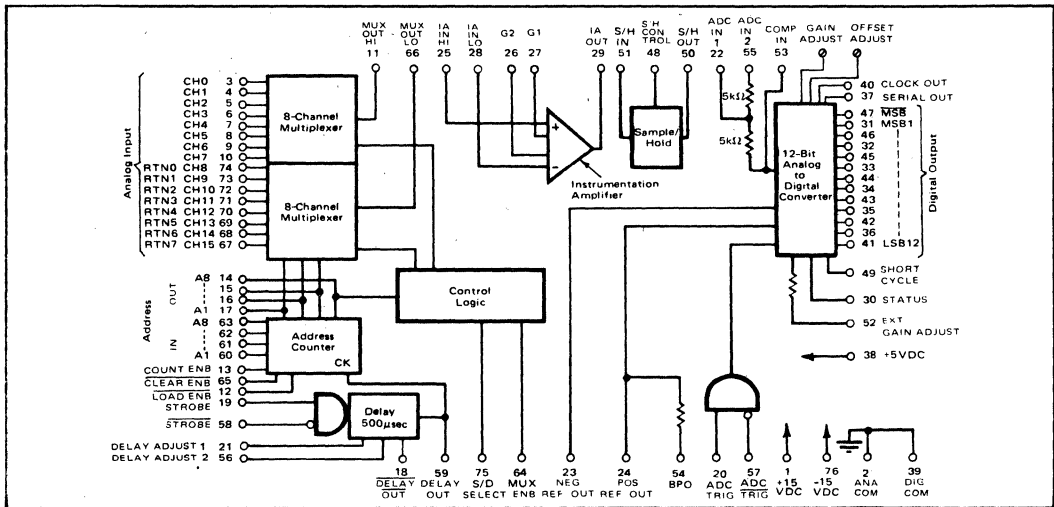 MUX OUT HI 11
MUX OUT LO 66
IA IN HI 25
IA IN LO 28
G2 26
G1 27
IA OUT 29
S/H IN 51
S/H CONTROL 48
S/H OUT 50
ADC IN 1 22
ADC IN 2 55
COMP IN 53
GAIN ADJUST
OFFSET ADJUST
Analog Input
CH0 3
CH1 4
CH2 5
CH3 6
CH4 7
CH5 8
CH6 9
CH7 10
RTN0 CH8 74
RTN1 CH9 73
RTN2 CH10 72
RTN3 CH11 71
RTN4 CH12 70
RTN5 CH13 69
RTN6 CH14 68
RTN7 CH15 67
8-Channel
Multiplexer
8-Channel
Multiplexer
+
-
Instrumentation
Amplifier
Sample/
Hold
5kΩ
5kΩ
12-Bit
Analog
to
Digital
Converter
40 CLOCK OUT
37 SERIAL OUT
47 MSB
31 MSB1
46
32
45
33
44
34
43
35
42
36
41 LSB12
Digital Output
49 SHORT
CYCLE
30 STATUS
52 EXT
GAIN ADJUST
38 +5VDC
Address
OUT
A8 14
15
16
A1 17
IN
A8 63
62
61
A1 60
COUNT ENB 13
CLEAR ENB 65
LOAD ENB 12
STROBE 19
STROBE 58
DELAY ADJUST 1 21
DELAY ADJUST 2 56
Address
Counter
CK
Control
Logic
Delay
500μsec
18 DELAY OUT
59 DELAY OUT
75 S/D SELECT
64 MUX ENB
23 NEG REF OUT
24 POS REF OUT
54 BPO
20 ADC TRIG
57 ADC TRIG
1 +15 VDC
76 -15 VDC
2 ANA COM
39 DIG COM